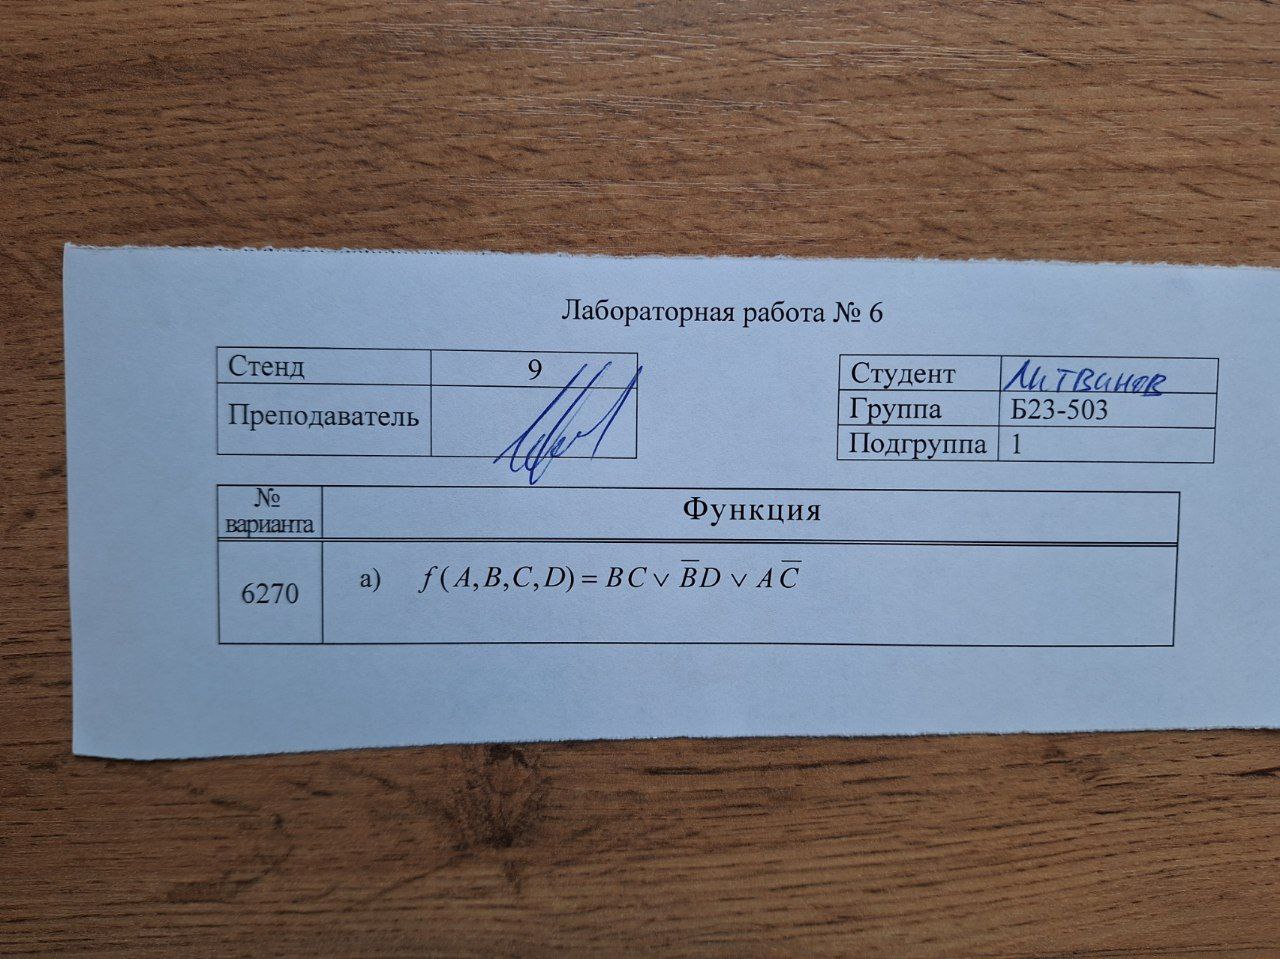 Лабораторная работа № 6
Стенд 9
Преподаватель
Студент Литвинов
Группа Б23-503
Подгруппа 1
№ варианта Функция
6270 а) f(A,B,C,D)= BC ∨ B̅D ∨ AC̅